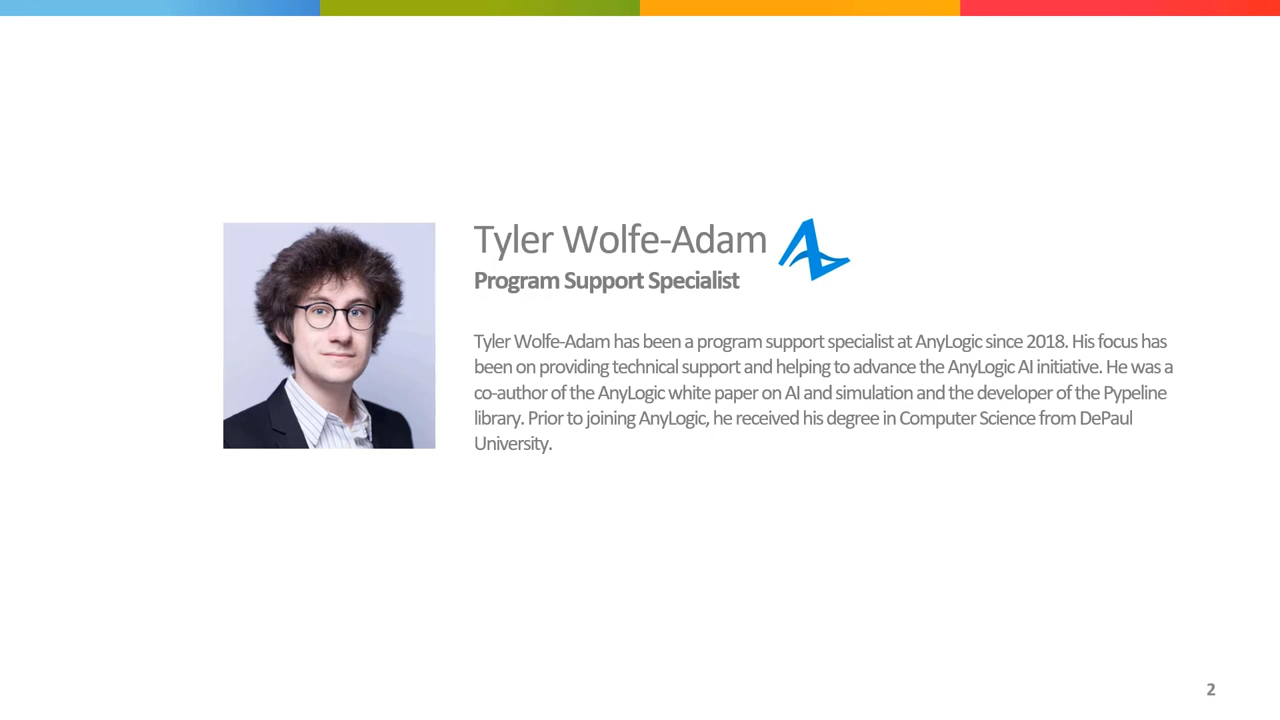 Tyler Wolfe-Adam
Program Support Specialist
Tyler Wolfe-Adam has been a program support specialist at AnyLogic since 2018. His focus has
been on providing technical support and helping to advance the AnyLogic AI initiative. He was a
co-author of the AnyLogic white paper on AI and simulation and the developer of the Pypeline
library. Prior to joining AnyLogic, he received his degree in Computer Science from DePaul
University.
2